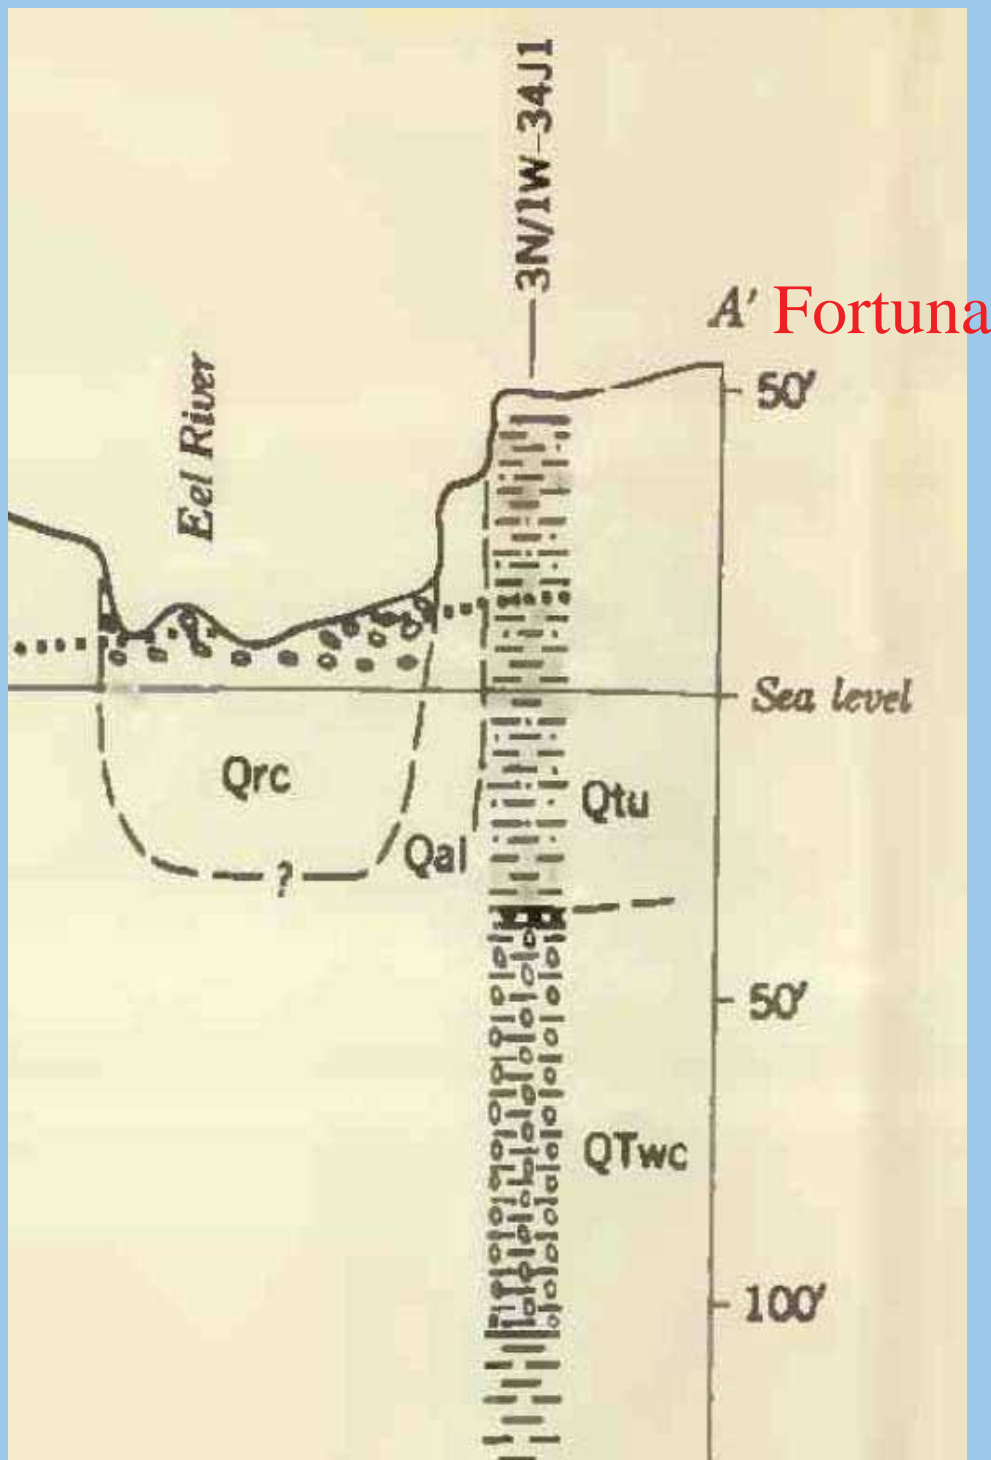 3N/1W-34J1
A' Fortuna
50'
Eel River
Sea level
Qrc
Qtu
Qal
?
50'
QTwc
100'